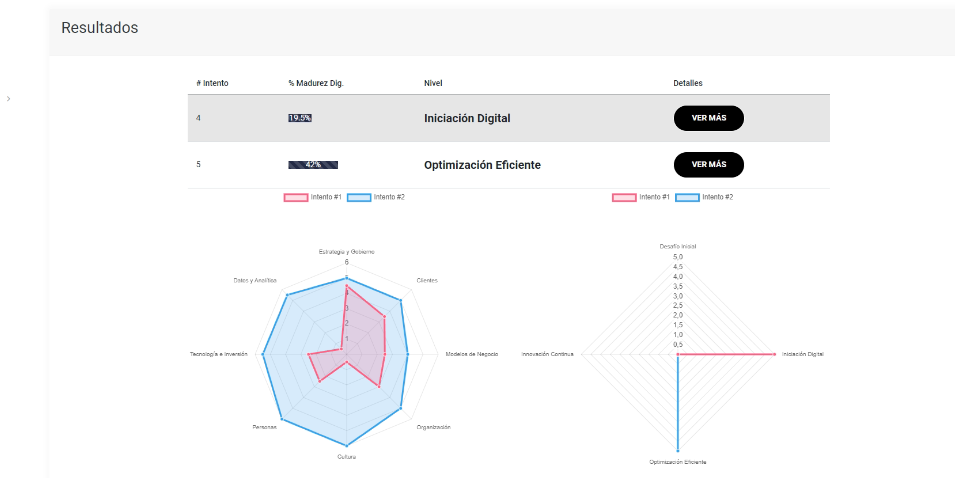 Resultados
# Intento % Madurez Dig. Nivel Detalles
4 19.5% Iniciación Digital VER MÁS
5 42% Optimización Eficiente VER MÁS
Intento #1 Intento #2
Intento #1 Intento #2
Estrategia y Gobierno
Clientes
Modelos de Negocio
Organización
Cultura
Personas
Tecnología e Inversión
Datos y Analítica
6
5
4
3
2
1
Desafío Inicial
5,0
4,5
4,0
3,5
3,0
2,5
2,0
1,5
1,0
0,5
Innovación Continua
Iniciación Digital
Optimización Eficiente